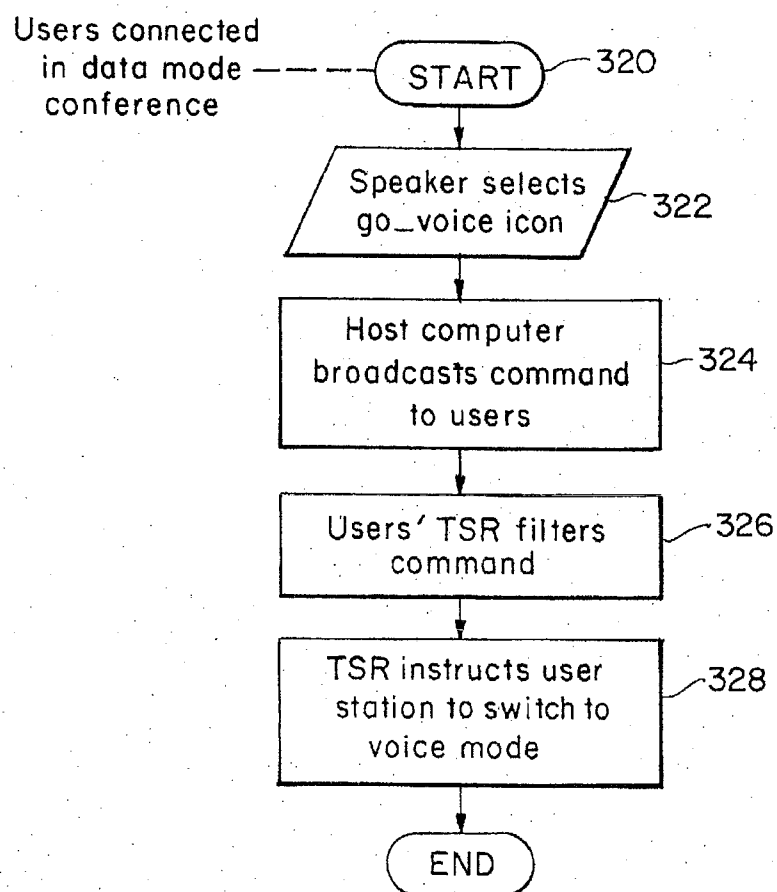 Users connected
in data mode
conference
START
320
Speaker selects
go_voice icon
322
Host computer
broadcasts command
to users
324
Users' TSR filters
command
326
TSR instructs user
station to switch to
voice mode
328
END